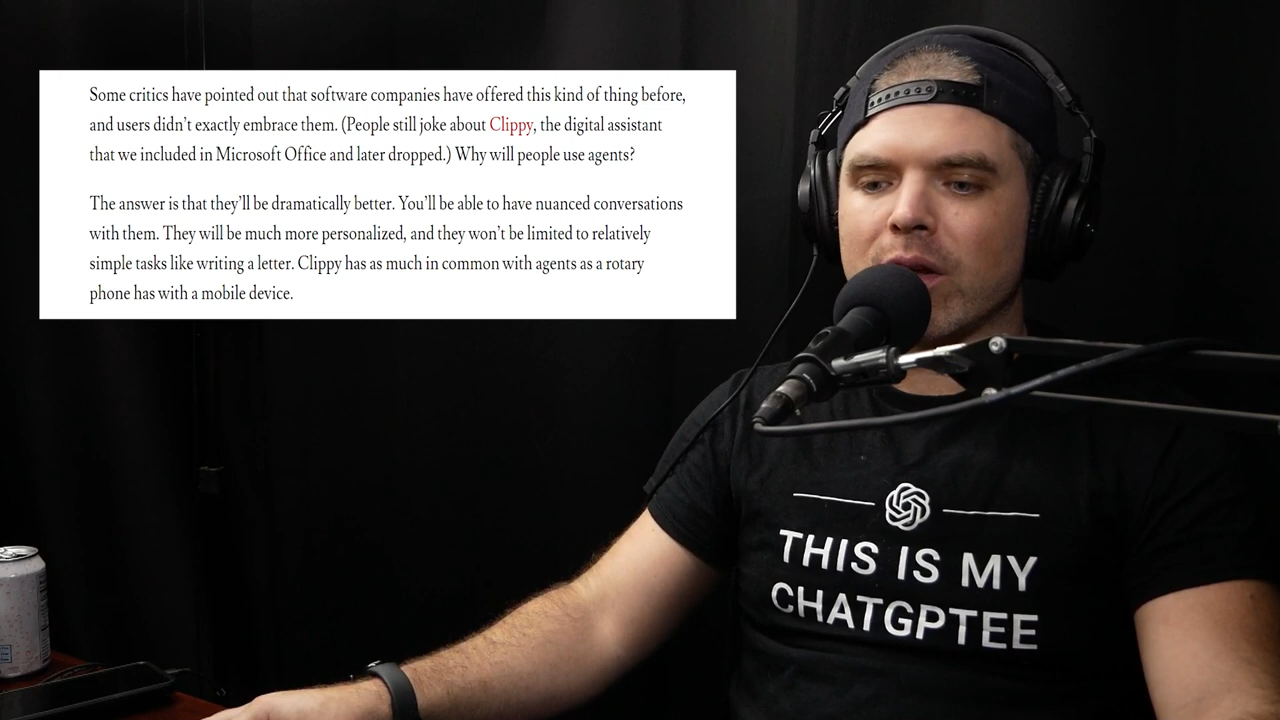 Some critics have pointed out that software companies have offered this kind of thing before,
and users didn’t exactly embrace them. (People still joke about Clippy, the digital assistant
that we included in Microsoft Office and later dropped.) Why will people use agents?
The answer is that they’ll be dramatically better. You’ll be able to have nuanced conversations
with them. They will be much more personalized, and they won’t be limited to relatively
simple tasks like writing a letter. Clippy has as much in common with agents as a rotary
phone has with a mobile device.
THIS IS MY
CHATGPTEE